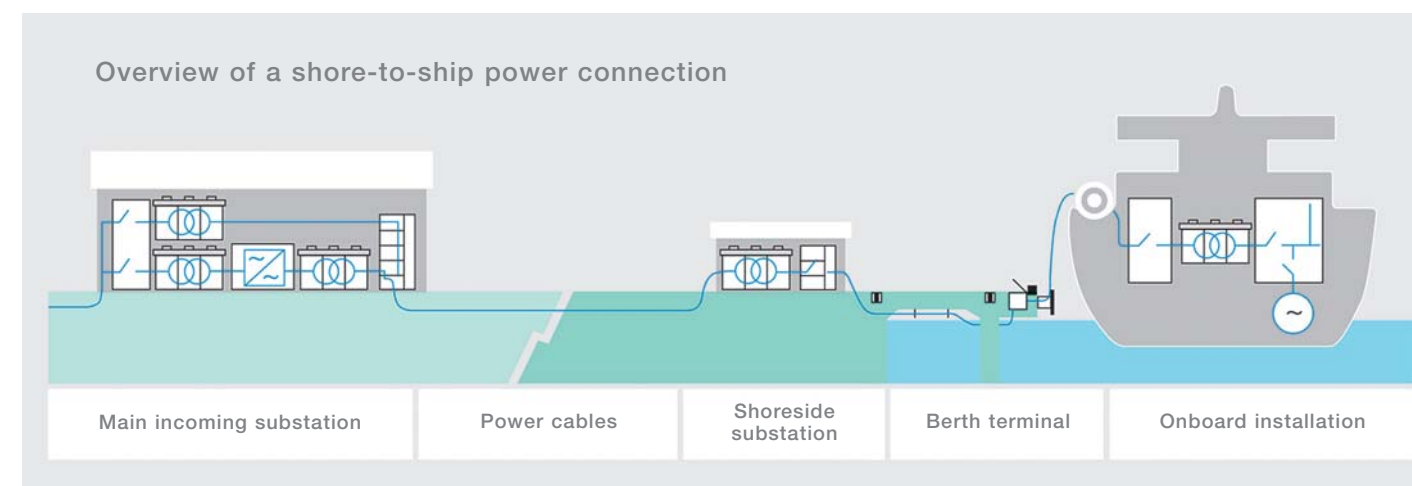 Overview of a shore-to-ship power connection
Main incoming substation
Power cables
Shoreside
substation
Berth terminal
Onboard installation